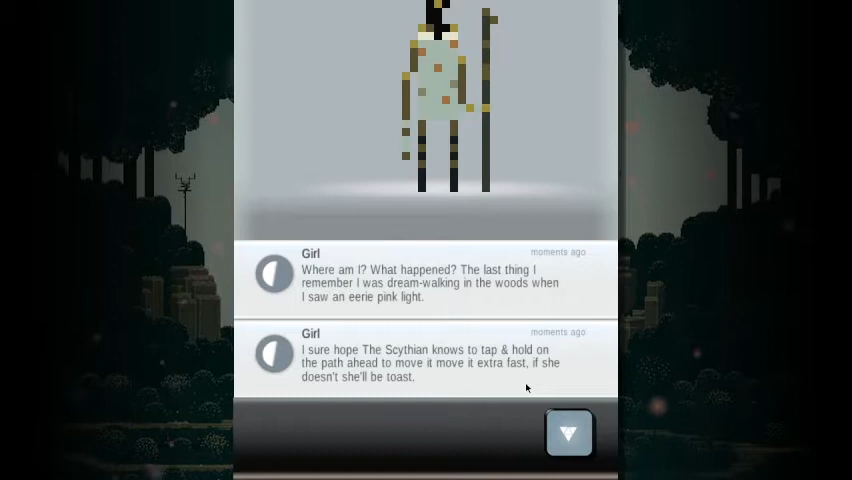 Girl
moments ago
Where am I? What happened? The last thing I
remember I was dream-walking in the woods when
I saw an eerie pink light.
Girl
moments ago
I sure hope The Scythian knows to tap & hold on
the path ahead to move it move it extra fast, if she
doesn't she'll be toast.